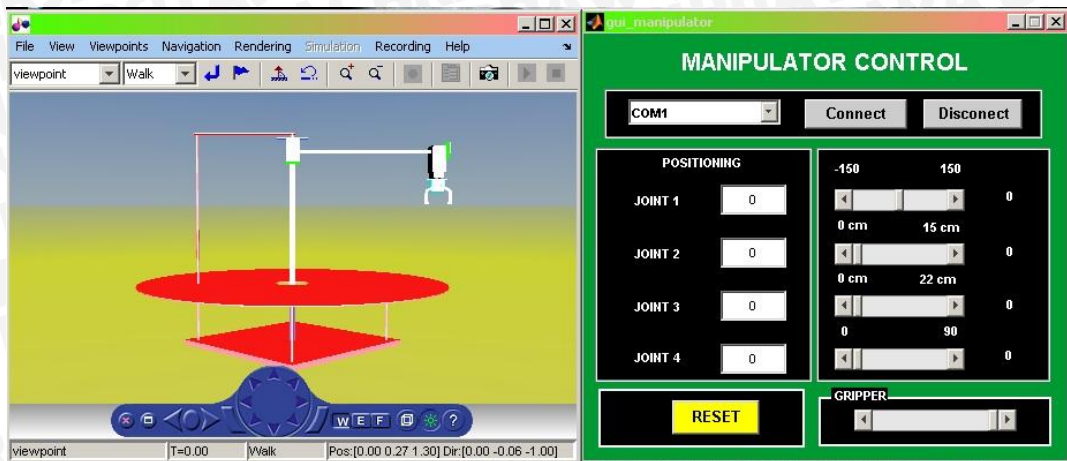 File View Viewpoints Navigation Rendering Simulation Recording Help
viewpoint Walk
W E F ?
viewpoint T=0.00 Walk Pos:[0.00 0.27 1.30] Dir:[0.00 -0.06 -1.00]
gui_manipulator
MANIPULATOR CONTROL
COM1 Connect Disconect
POSITIONING
JOINT 1 0
JOINT 2 0
JOINT 3 0
JOINT 4 0
-150 150
0
0 cm 15 cm
0
0 cm 22 cm
0
0 90
0
RESET
GRIPPER